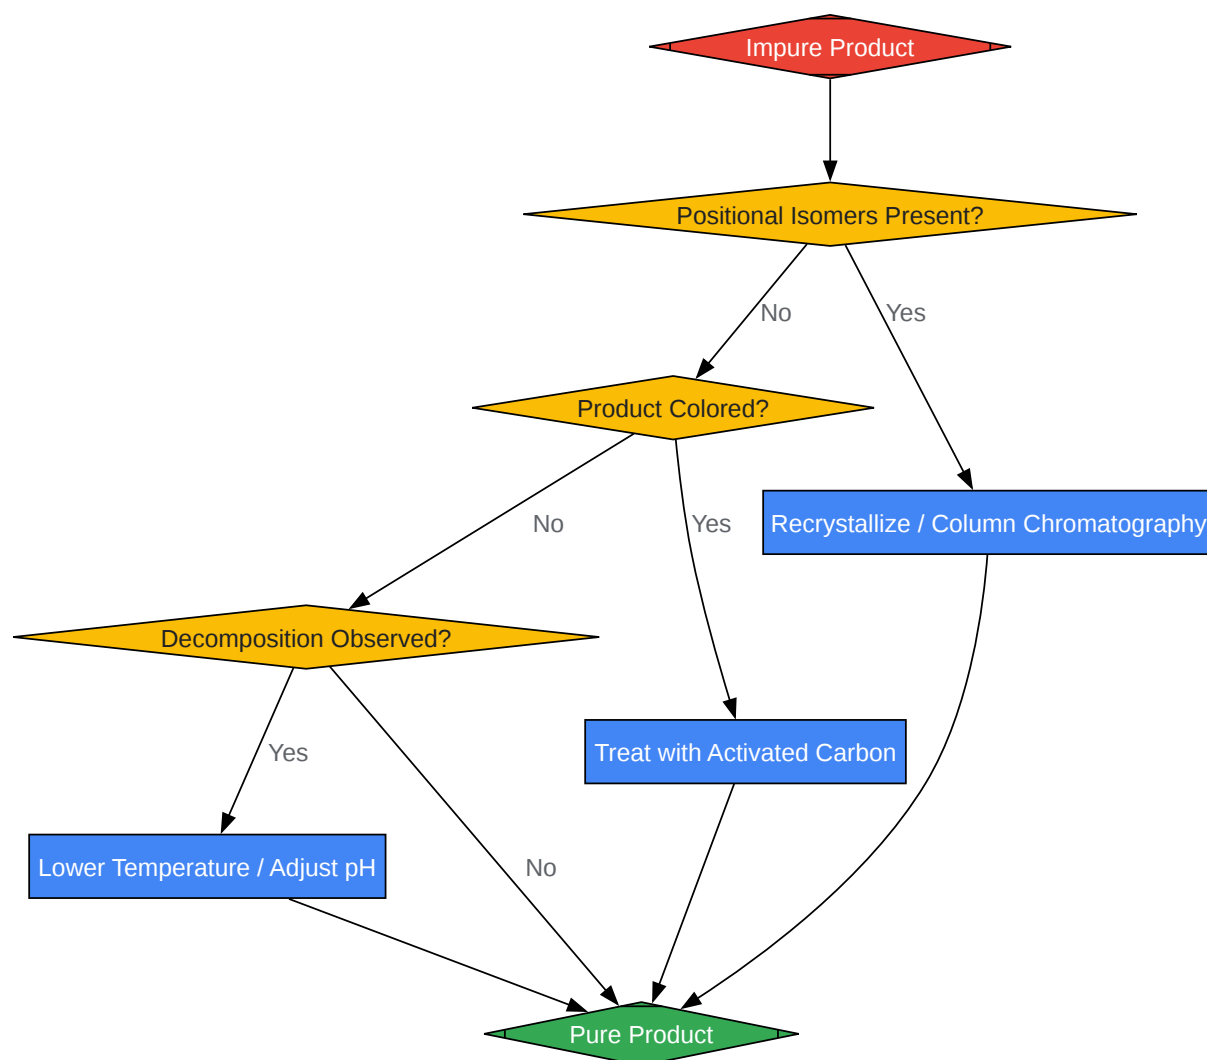 Impure Product
Positional Isomers Present?
No
Yes
Product Colored?
No
Yes
Recrystallize / Column Chromatography
Decomposition Observed?
Yes
Treat with Activated Carbon
Lower Temperature / Adjust pH
No
Pure Product